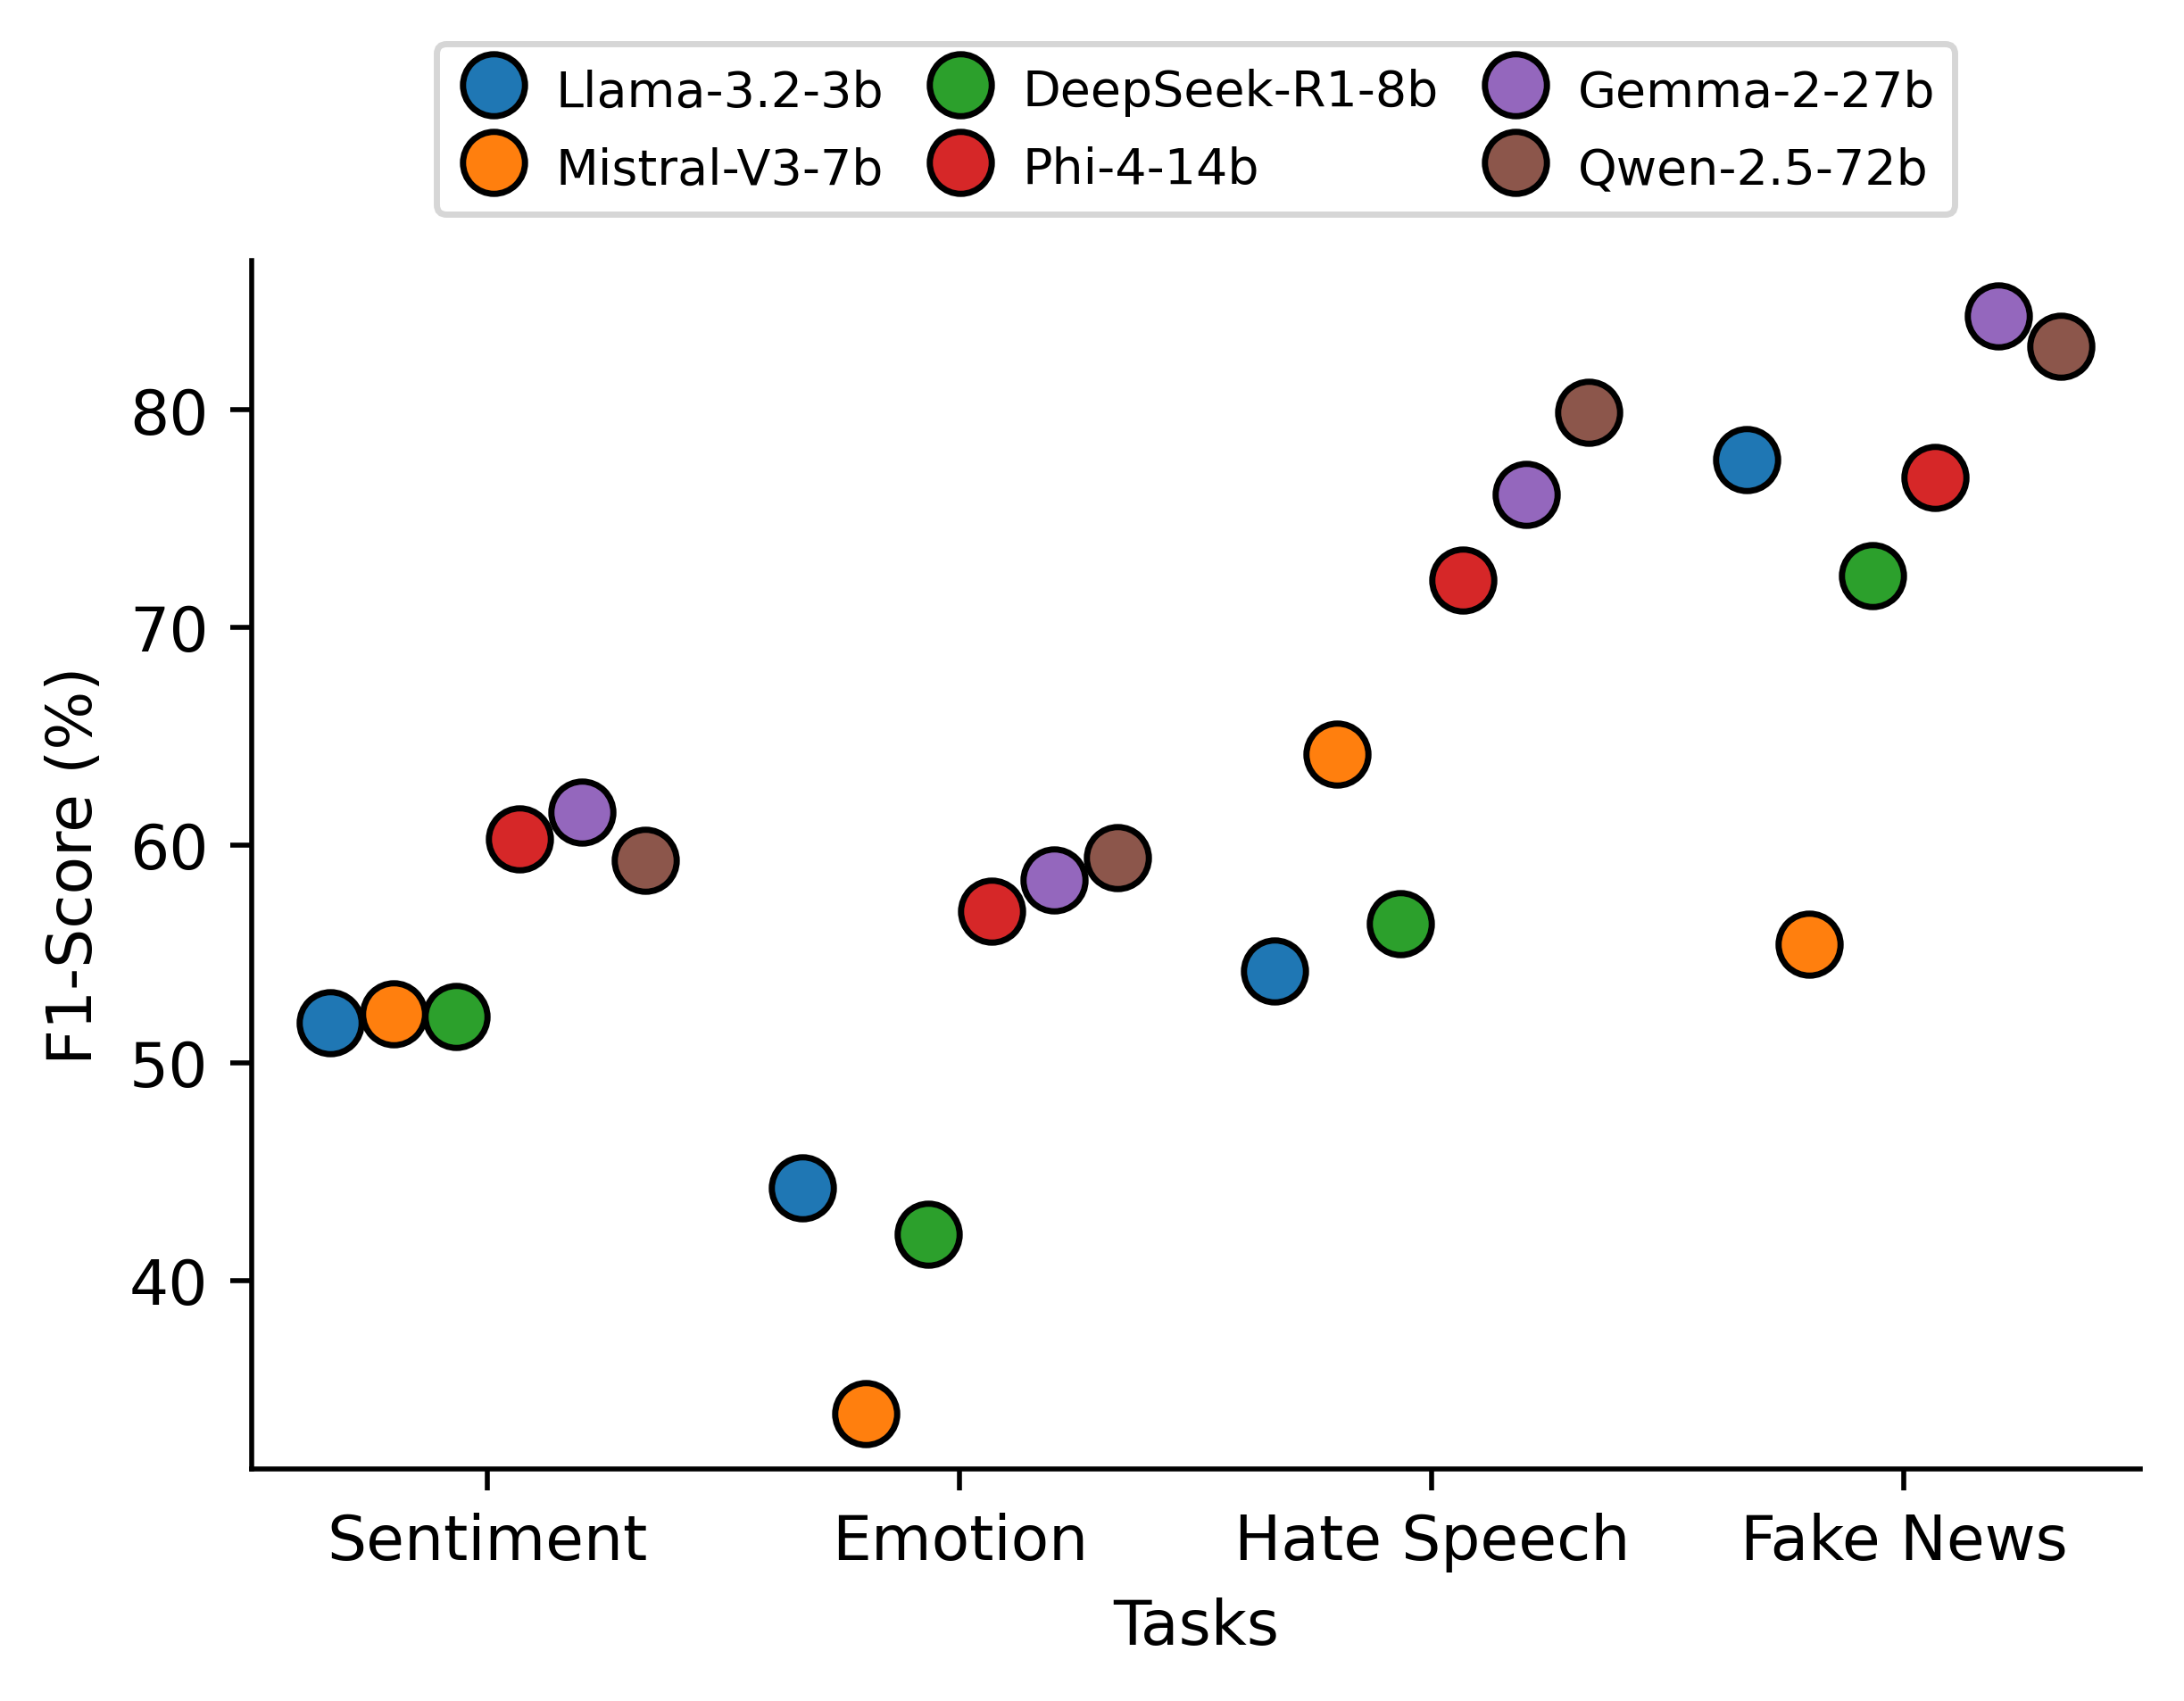 Llama-3.2-3b DeepSeek-R1-8b Gemma-2-27b
Mistral-V3-7b Phi-4-14b Qwen-2.5-72b
F1-Score (%)
80
70
60
50
40
Sentiment Emotion Hate Speech Fake News
Tasks